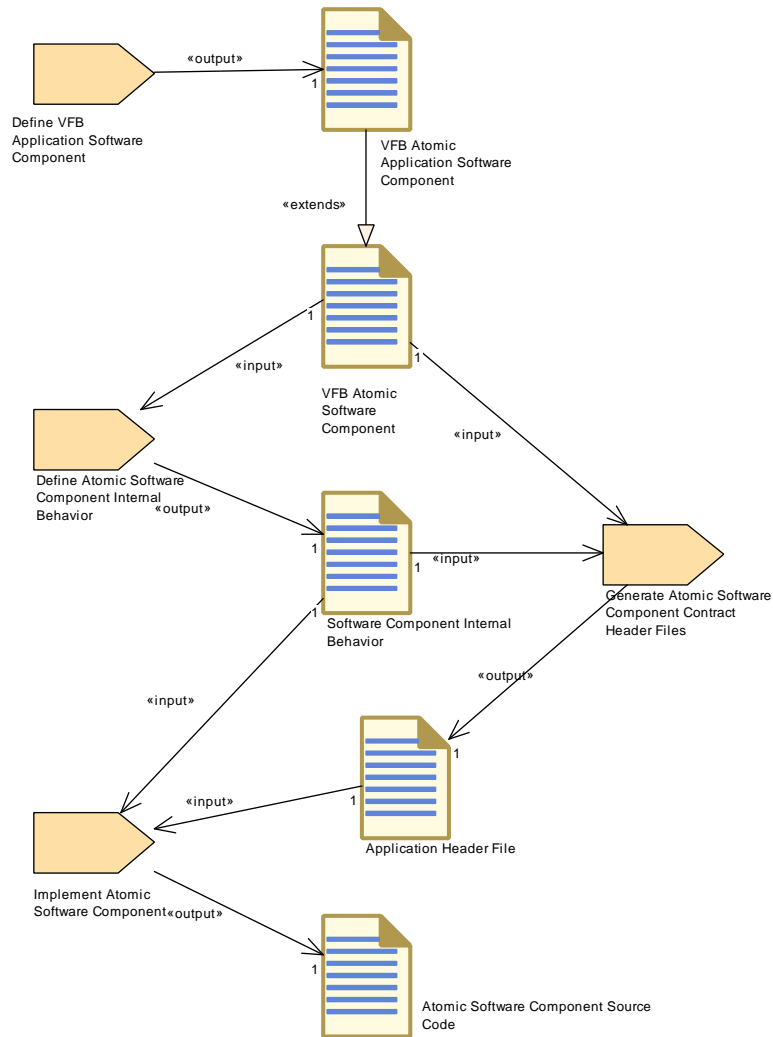 «output»
1
Define VFB
Application Software
Component
VFB Atomic
Application Software
Component
«extends»
1
1
«input»
VFB Atomic
Software
Component
«input»
Define Atomic Software
Component Internal
Behavior
«output»
1
1
«input»
Generate Atomic Software
Component Contract
Header Files
1
Software Component Internal
Behavior
«output»
«input»
1
1
«input»
Application Header File
Implement Atomic
Software Component
«output»
1
Atomic Software Component Source
Code